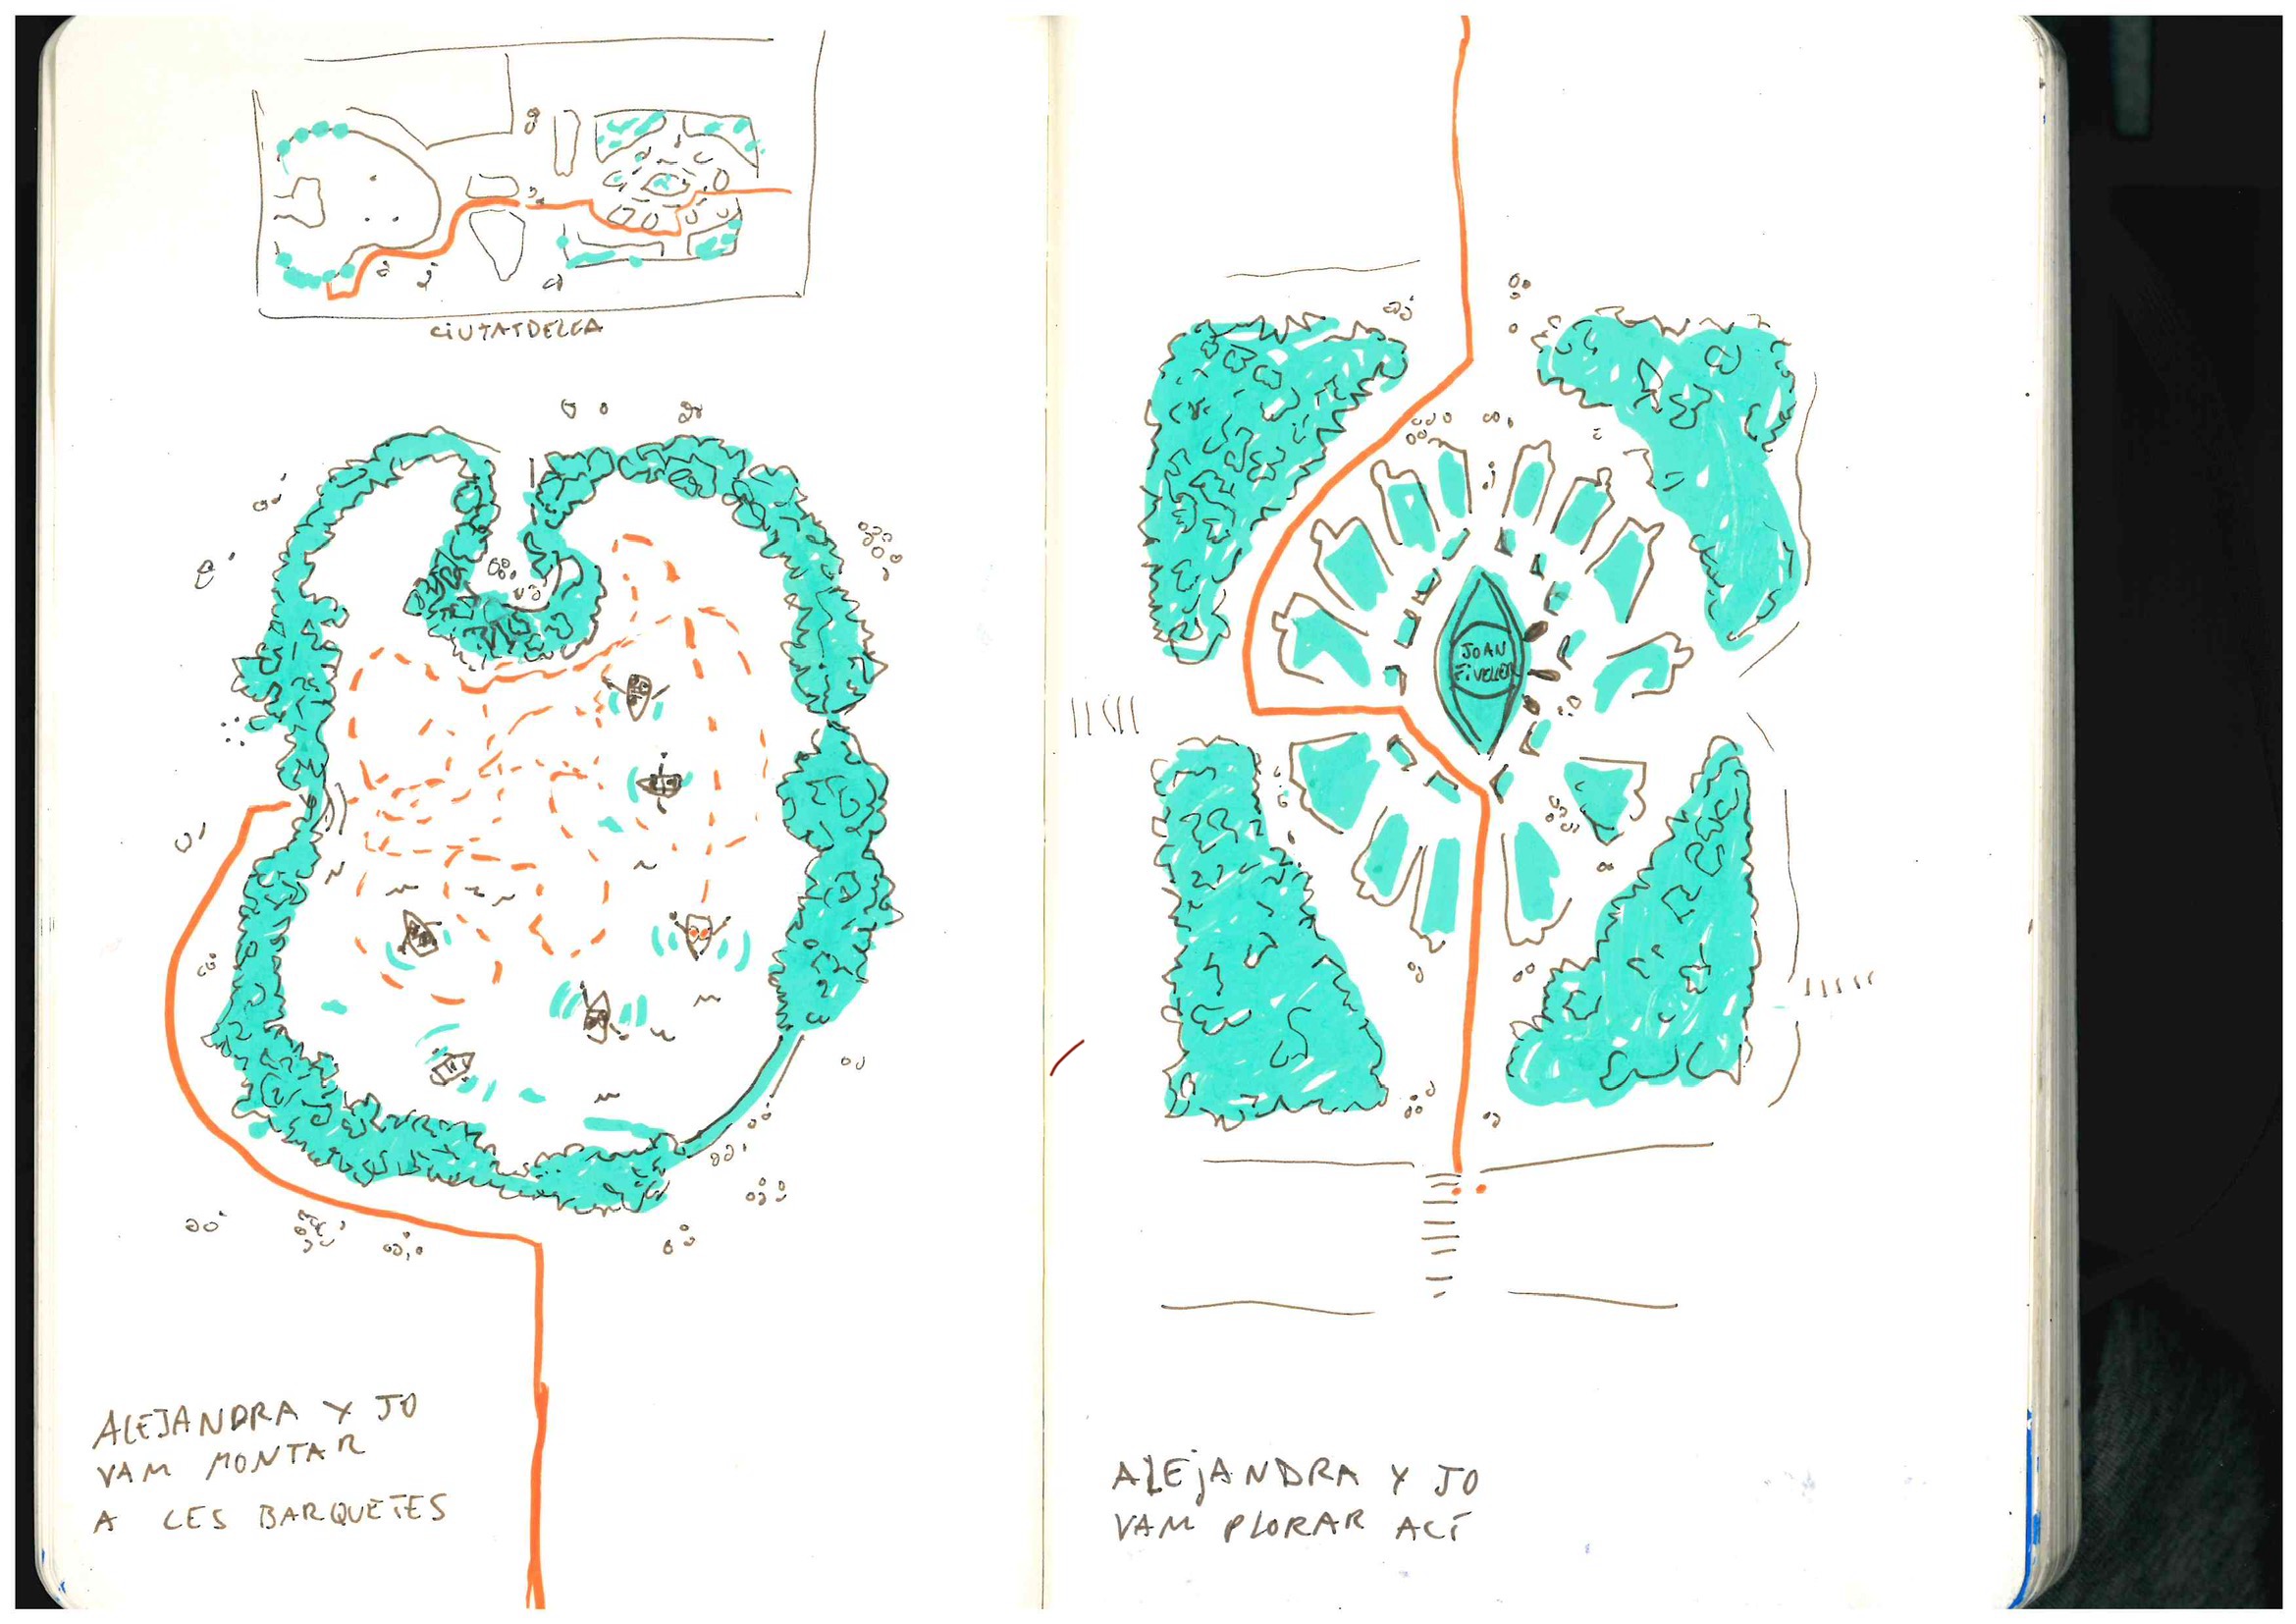 CIUTATDELLA
ALEJANDRA Y JO
VAM MONTAR
A LES BARQUETES
JOAN
FIVELLER
ALEJANDRA Y JO
VAM PLORAR ACÍ